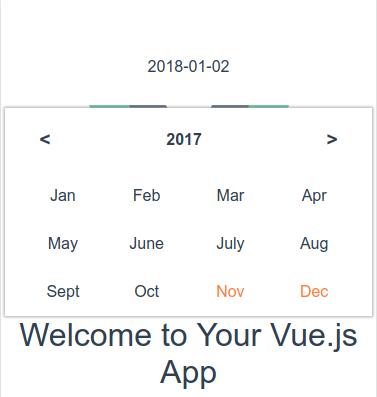 2018-01-02
< 2017 >
Jan Feb Mar Apr
May June July Aug
Sept Oct Nov Dec
Welcome to Your Vue.js
App